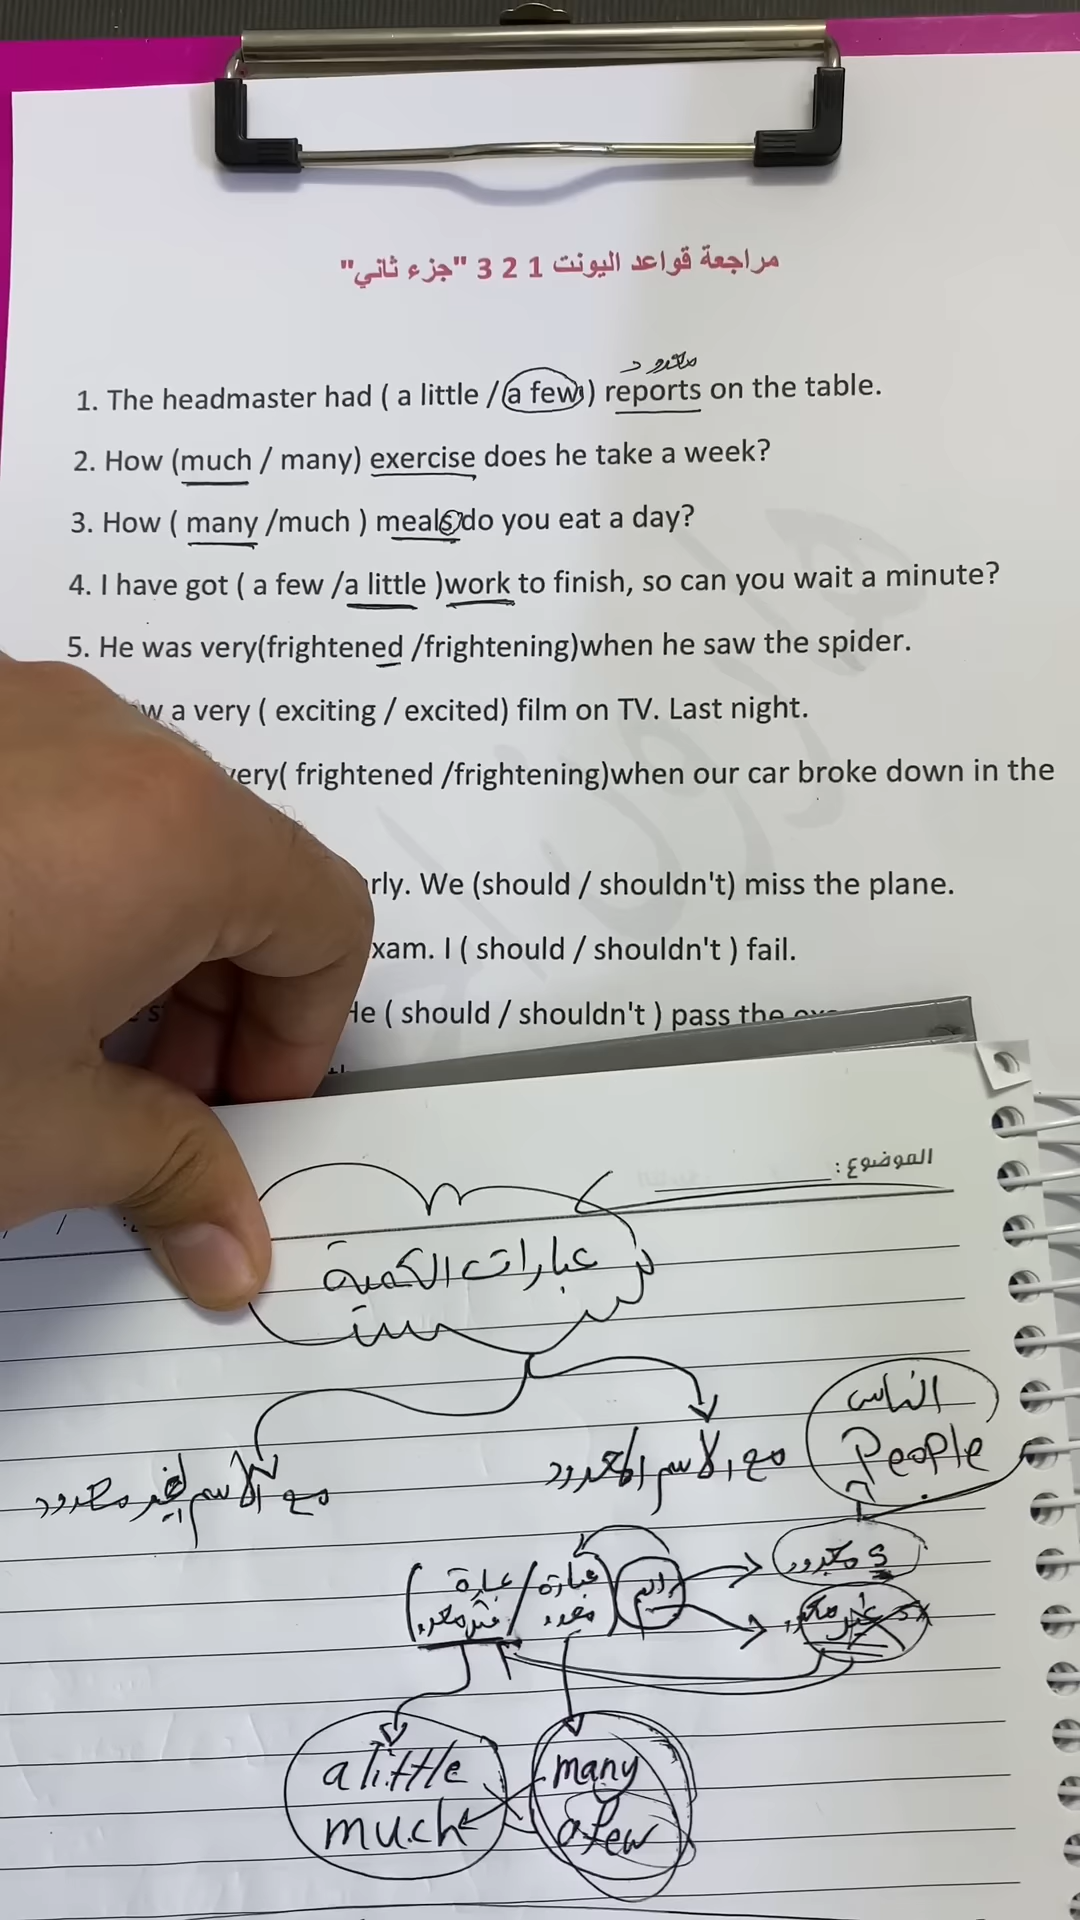 مراجعة قواعد اليونت 1 2 3 "جزء ثاني"
معدود
1. The headmaster had ( a little / a few ) reports on the table.
2. How (much / many) exercise does he take a week?
3. How ( many /much ) meals do you eat a day?
4. I have got ( a few /a little )work to finish, so can you wait a minute?
5. He was very(frightened /frightening)when he saw the spider.
w a very ( exciting / excited) film on TV. Last night.
very( frightened /frightening)when our car broke down in the
rly. We (should / shouldn't) miss the plane.
xam. I ( should / shouldn't ) fail.
He ( should / shouldn't ) pass the
الموضوع:
عبارات الكمية
الناس
People
مع الاسم المعدود
مع الاسم الغير معدود
s معدود
اسم (عبارة معدود / عبارة غير معدود)
غير معدود
a little
much
many
a few